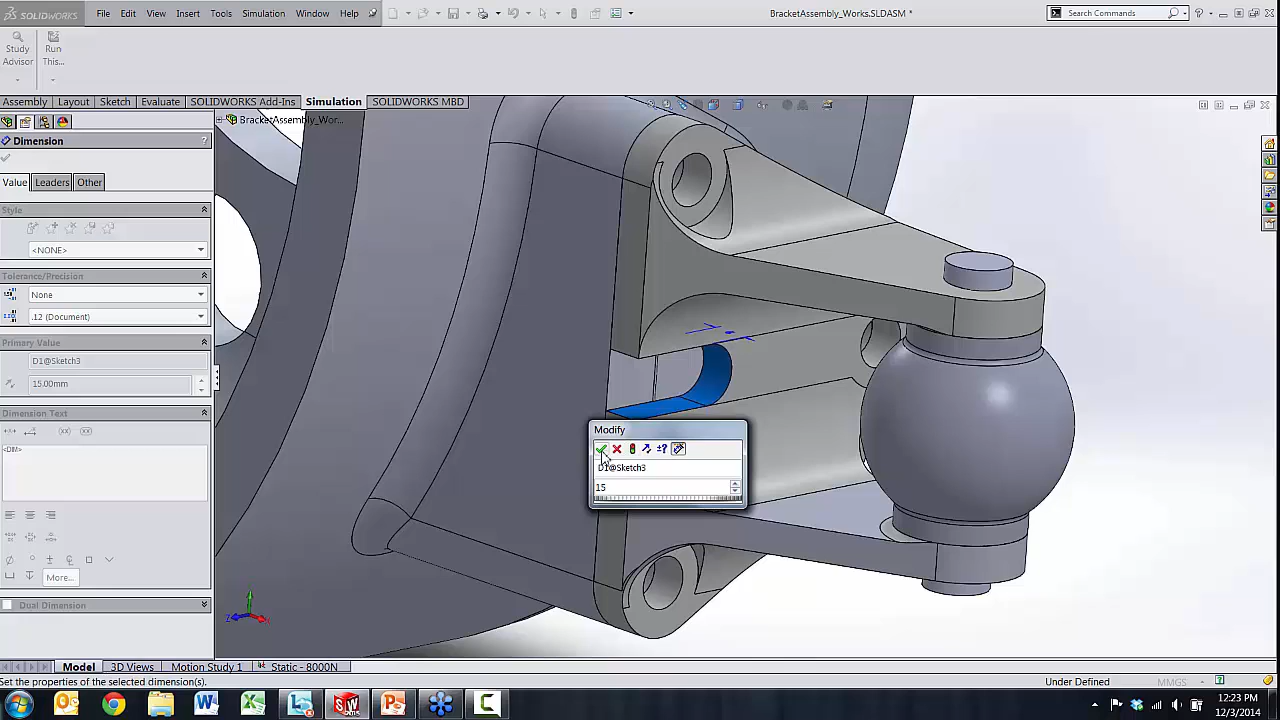 SOLIDWORKS File Edit View Insert Tools Simulation Window Help BracketAssembly_Works.SLDASM * Search Commands
Study Advisor
Run This...
Assembly Layout Sketch Evaluate SOLIDWORKS Add-Ins Simulation SOLIDWORKS MBD
BracketAssembly_Wor...
Dimension ?
Value Leaders Other
Style
<NONE>
Tolerance/Precision
None
.12 (Document)
Primary Value
D1@Sketch3
15.00mm
Dimension Text
<DIM>
More...
Dual Dimension
Modify
D1@Sketch3
15
Z
Model 3D Views Motion Study 1 Static - 8000N
Set the properties of the selected dimension(s). Under Defined MMGS
12:23 PM
12/3/2014